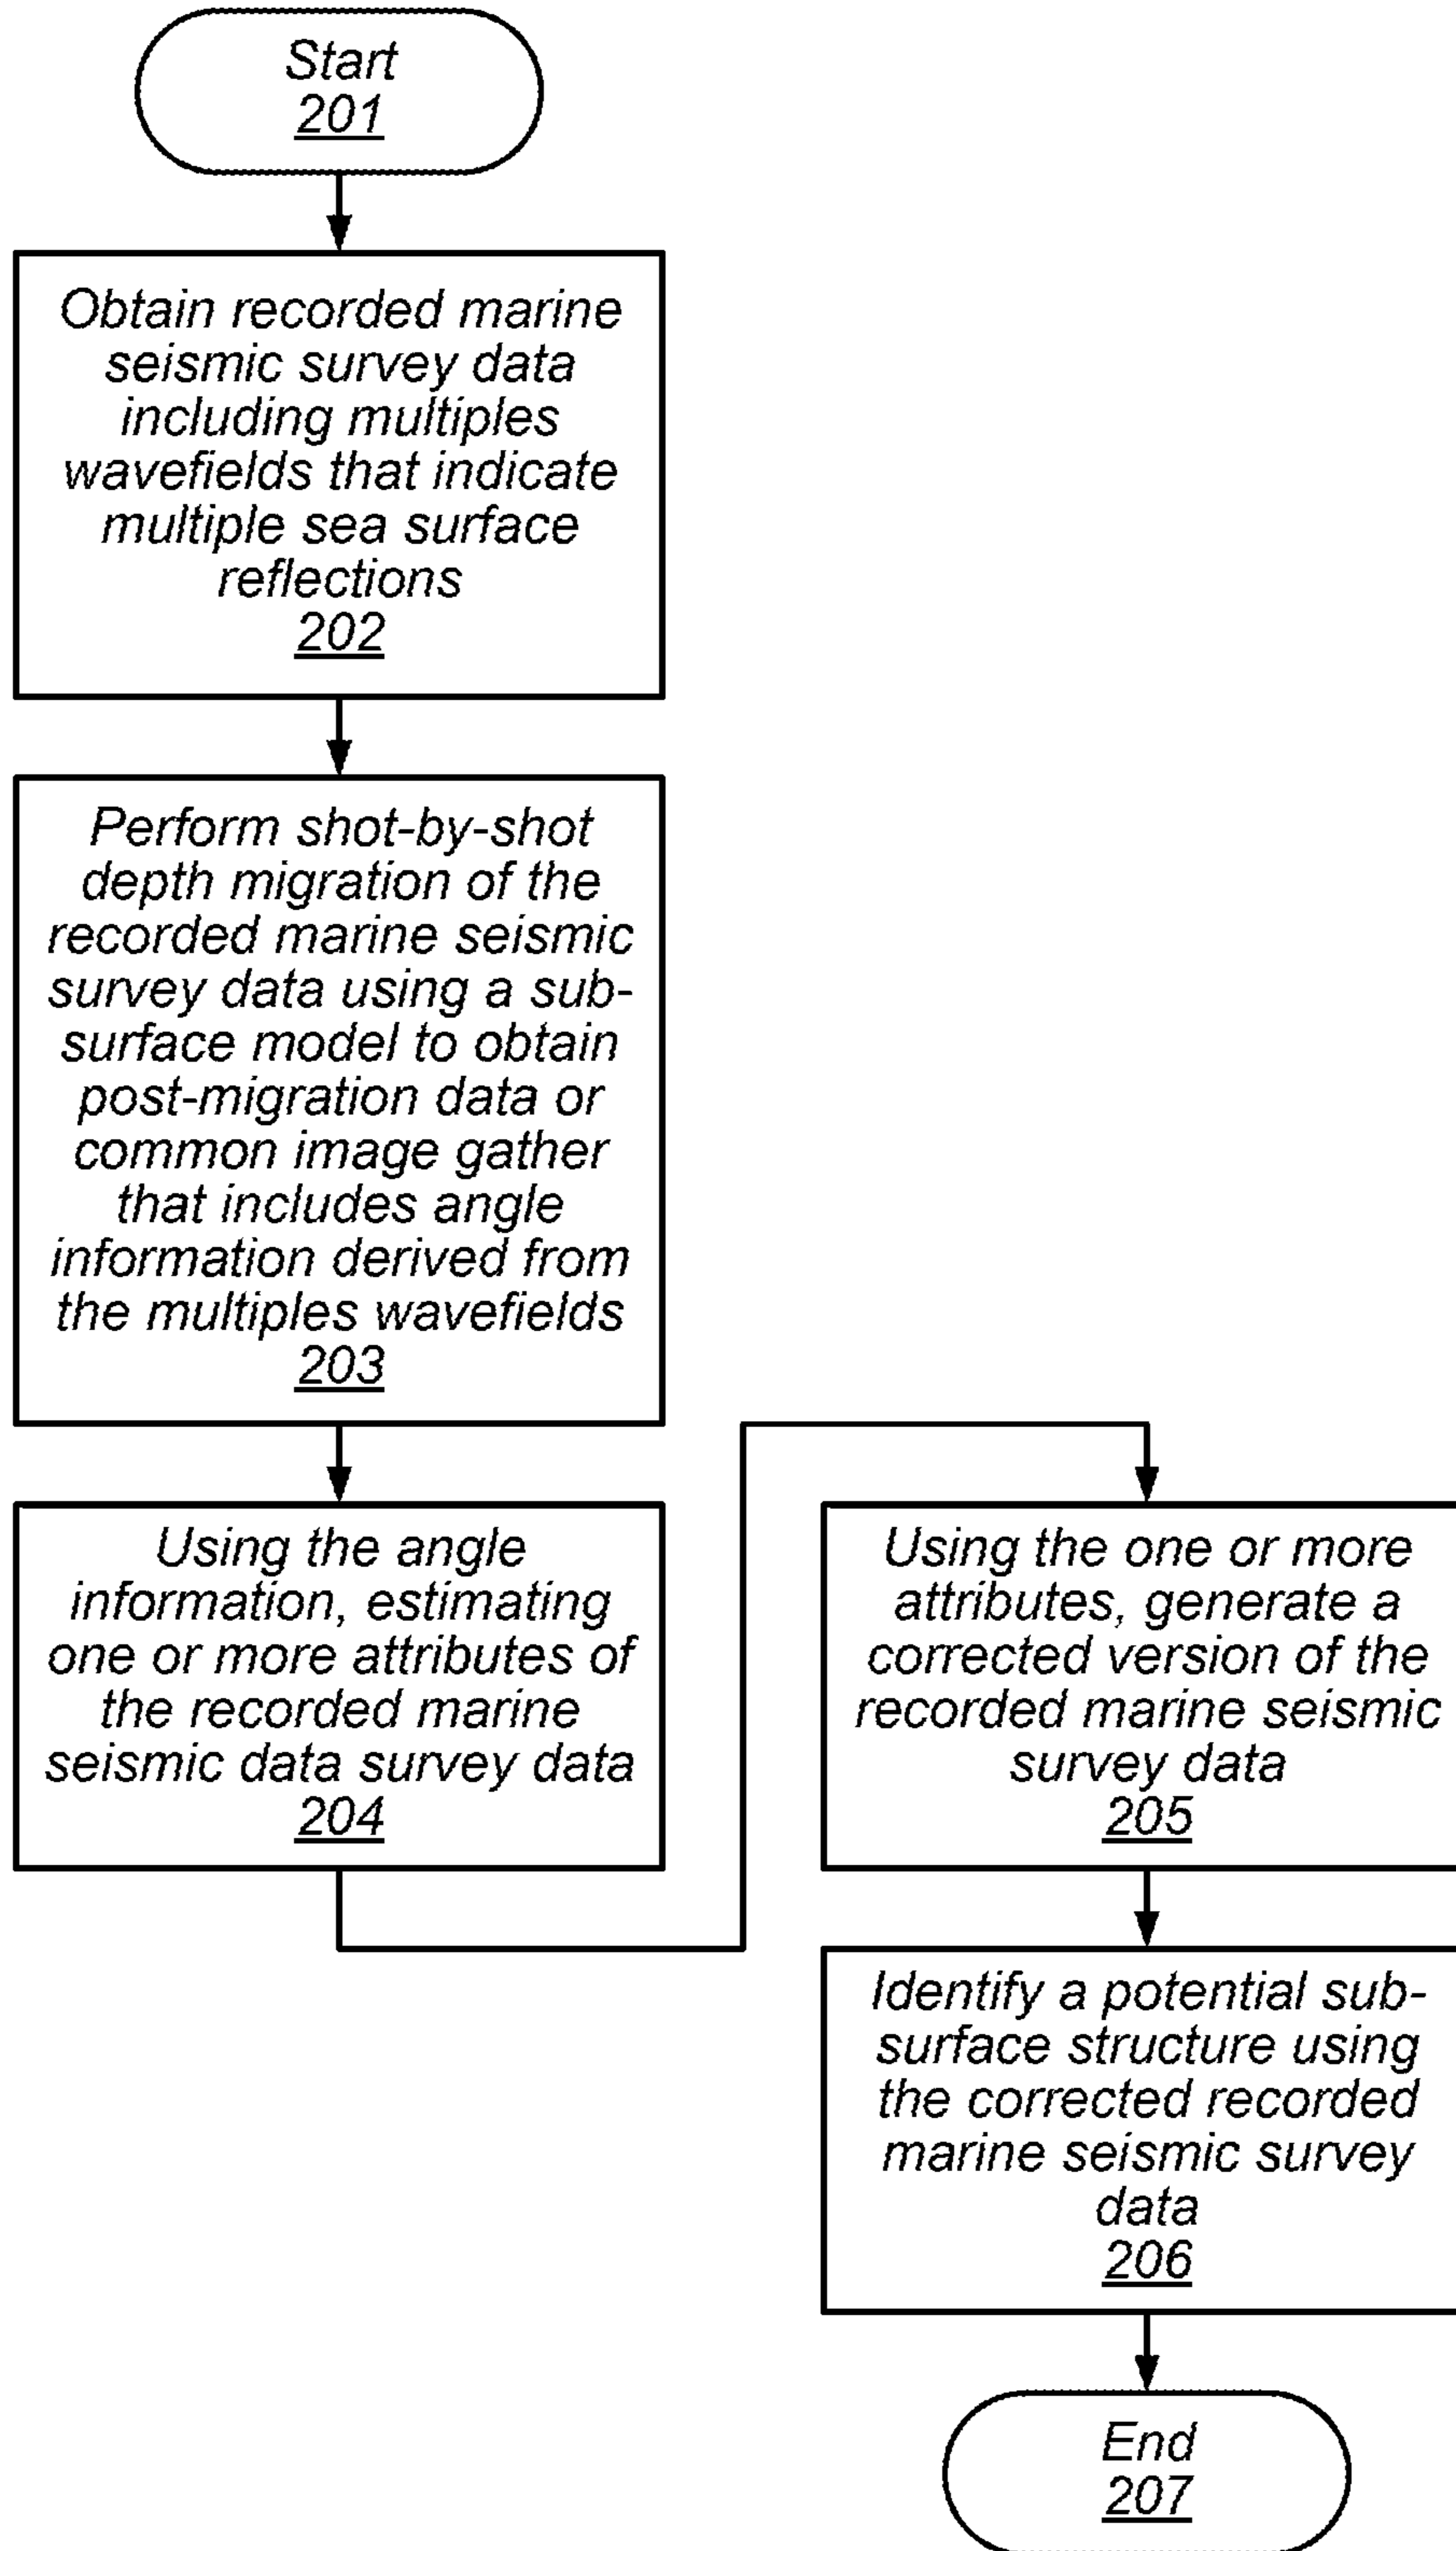 Start
201
Obtain recorded marine
seismic survey data
including multiples
wavefields that indicate
multiple sea surface
reflections
202
Perform shot-by-shot
depth migration of the
recorded marine seismic
survey data using a sub-
surface model to obtain
post-migration data or
common image gather
that includes angle
information derived from
the multiples wavefields
203
Using the angle
information, estimating
one or more attributes of
the recorded marine
seismic data survey data
204
Using the one or more
attributes, generate a
corrected version of the
recorded marine seismic
survey data
205
Identify a potential sub-
surface structure using
the corrected recorded
marine seismic survey
data
206
End
207